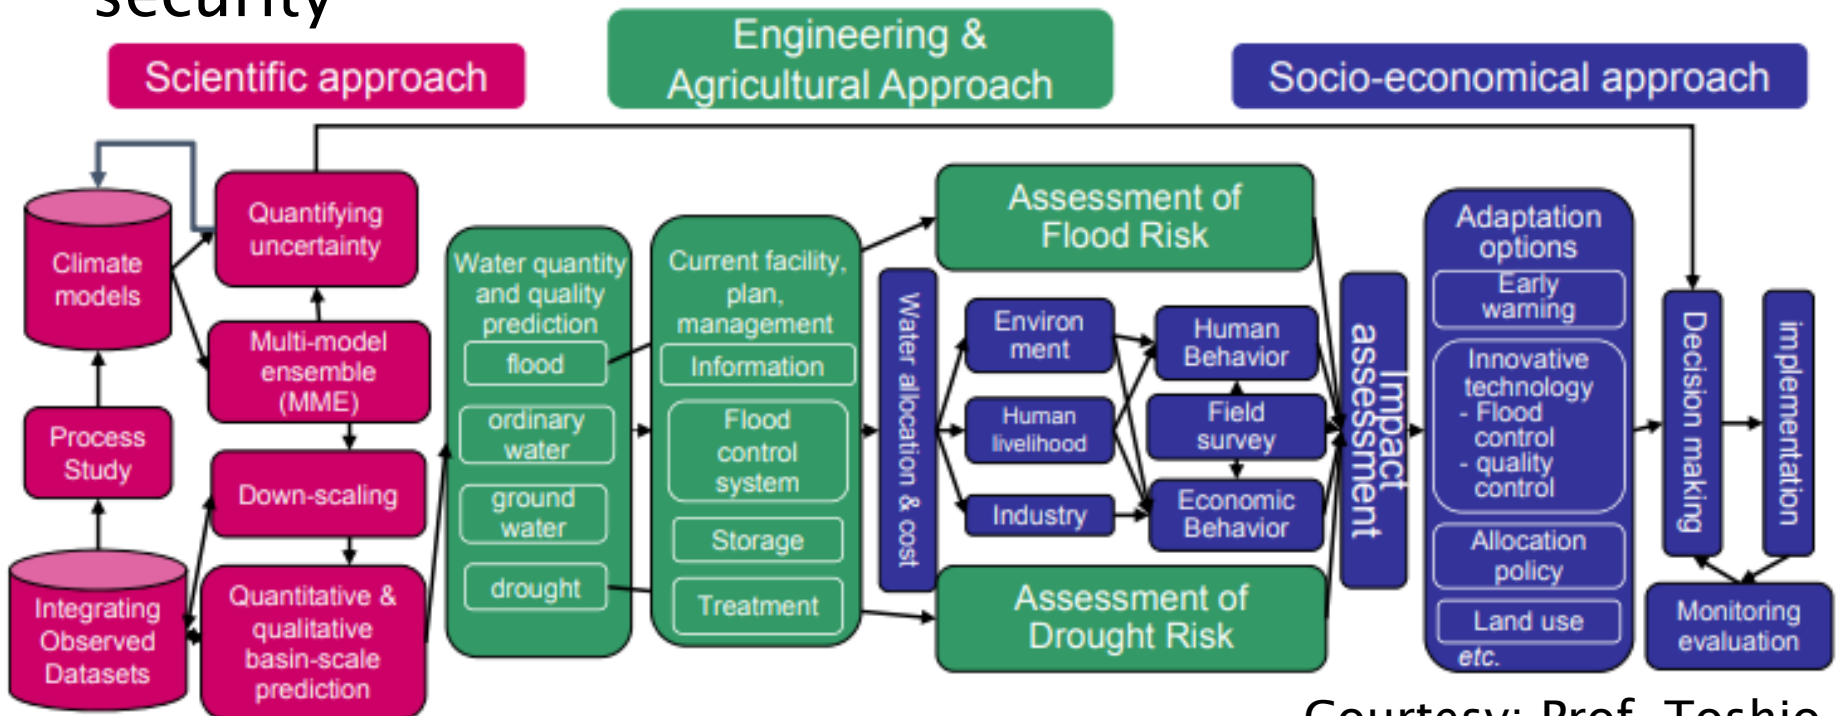 security
Scientific approach
Engineering &
Agricultural Approach
Socio-economical approach
Climate
models
Process
Study
Integrating
Observed
Datasets
Quantifying
uncertainty
Multi-model
ensemble
(MME)
Down-scaling
Quantitative &
qualitative
basin-scale
prediction
Water quantity
and quality
prediction
flood
ordinary
water
ground
water
drought
Current facility,
plan,
management
Information
Flood
control
system
Storage
Treatment
Assessment of
Flood Risk
Water allocation & cost
Environ
ment
Human
livelihood
Industry
Human
Behavior
Field
survey
Economic
Behavior
Assessment of
Drought Risk
Impact
assessment
Adaptation
options
Early
warning
Innovative
technology
- Flood
control
- quality
control
Allocation
policy
Land use
etc.
Decision making
implementation
Monitoring
evaluation
Courtesy: Prof. Toshio